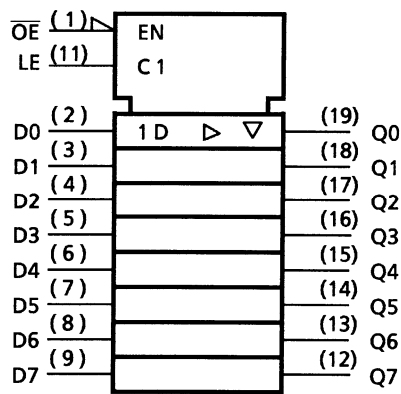 OE (1) EN
LE (11) C1
D0 (2) 1D (19) Q0
D1 (3) (18) Q1
D2 (4) (17) Q2
D3 (5) (16) Q3
D4 (6) (15) Q4
D5 (7) (14) Q5
D6 (8) (13) Q6
D7 (9) (12) Q7